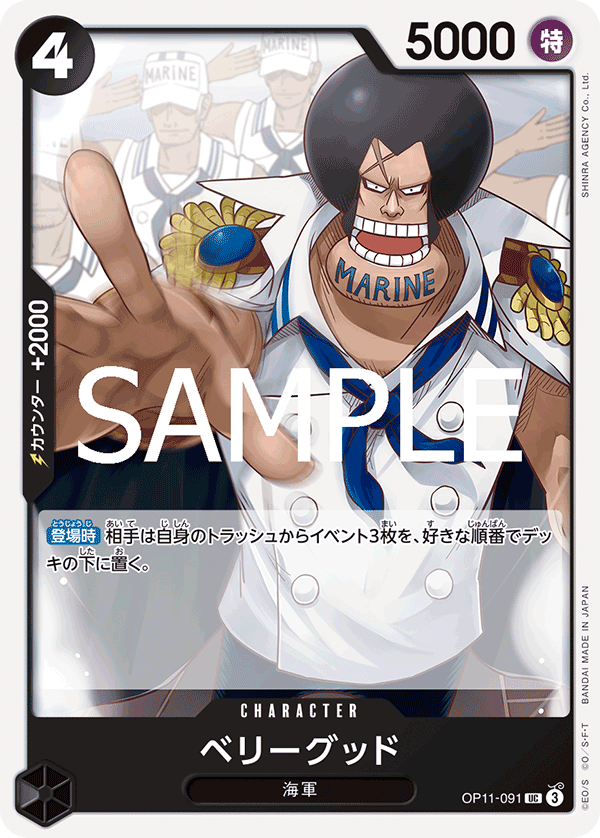 4
5000 特
MARINE
MARINE
MARINE
SHINRA AGENCY Co., Ltd.
カウンター +2000
SAMPLE
登場時 相手は自身のトラッシュからイベント3枚を、好きな順番でデッ
キの下に置く。
CHARACTER
ベリーグッド
海軍
OP11-091 UC 3
©E.O/S ©O/S・F・T BANDAI MADE IN JAPAN